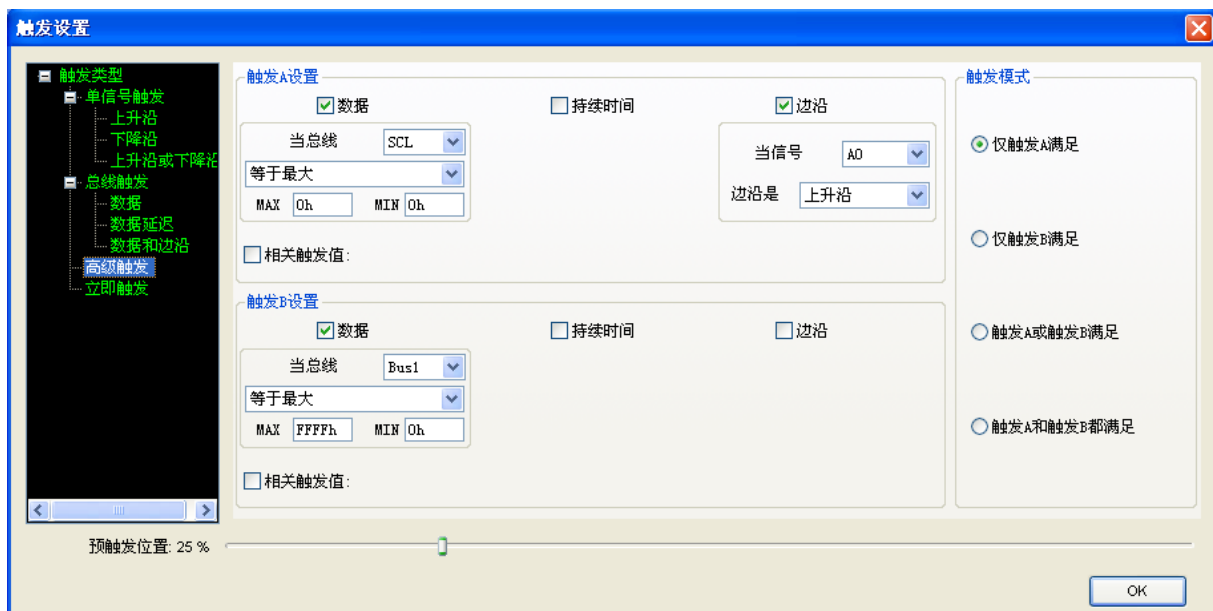 触发设置
触发类型
单信号触发
上升沿
下降沿
上升沿或下降沿
总线触发
数据
数据延迟
数据和边沿
高级触发
立即触发
触发A设置
数据
持续时间
边沿
当总线 SCL
等于最大
MAX 0h MIN 0h
当信号 A0
边沿是 上升沿
相关触发值:
触发B设置
数据
持续时间
边沿
当总线 Bus1
等于最大
MAX FFFFh MIN 0h
相关触发值:
触发模式
仅触发A满足
仅触发B满足
触发A或触发B满足
触发A和触发B都满足
预触发位置: 25 %
OK